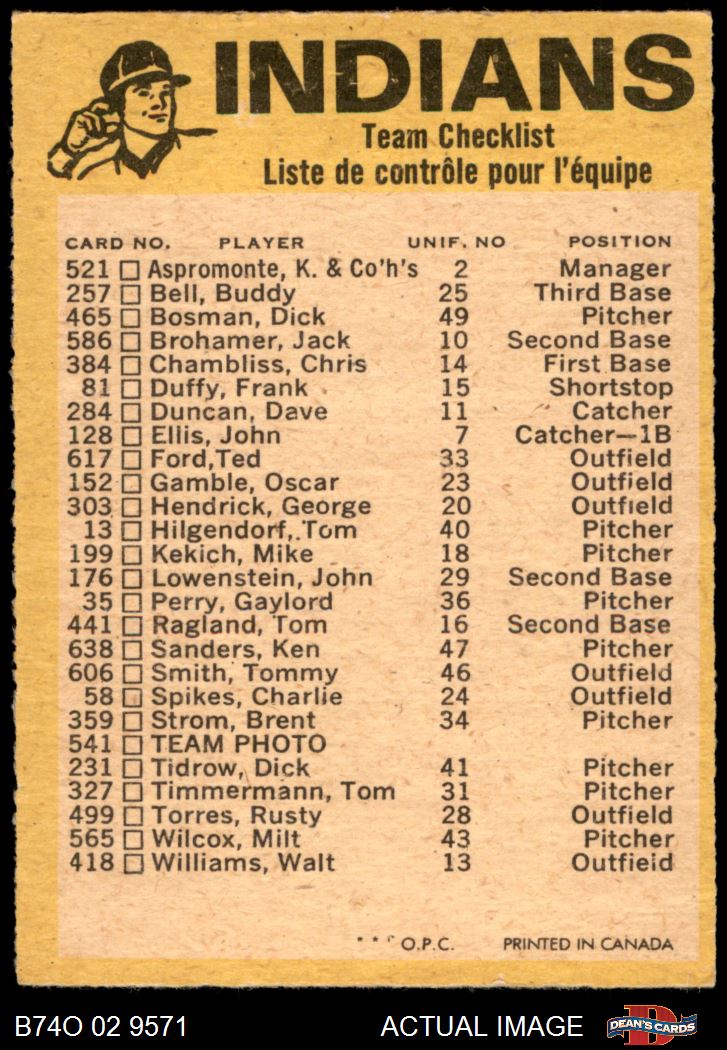 INDIANS
Team Checklist
Liste de contrôle pour l'équipe
CARD NO. PLAYER UNIF. NO POSITION
521 Aspromonte, K. & Co'h's 2 Manager
257 Bell, Buddy 25 Third Base
465 Bosman, Dick 49 Pitcher
586 Brohamer, Jack 10 Second Base
384 Chambliss, Chris 14 First Base
81 Duffy, Frank 15 Shortstop
284 Duncan, Dave 11 Catcher
128 Ellis, John 7 Catcher—1B
617 Ford,Ted 33 Outfield
152 Gamble, Oscar 23 Outfield
303 Hendrick, George 20 Outfield
13 Hilgendorf, Tom 40 Pitcher
199 Kekich, Mike 18 Pitcher
176 Lowenstein, John 29 Second Base
35 Perry, Gaylord 36 Pitcher
441 Ragland, Tom 16 Second Base
638 Sanders, Ken 47 Pitcher
606 Smith, Tommy 46 Outfield
58 Spikes, Charlie 24 Outfield
359 Strom, Brent 34 Pitcher
541 TEAM PHOTO
231 Tidrow, Dick 41 Pitcher
327 Timmermann, Tom 31 Pitcher
499 Torres, Rusty 28 Outfield
565 Wilcox, Milt 43 Pitcher
418 Williams, Walt 13 Outfield
* * * O.P.C. PRINTED IN CANADA
B74O 02 9571 ACTUAL IMAGE D DEAN'S CARDS